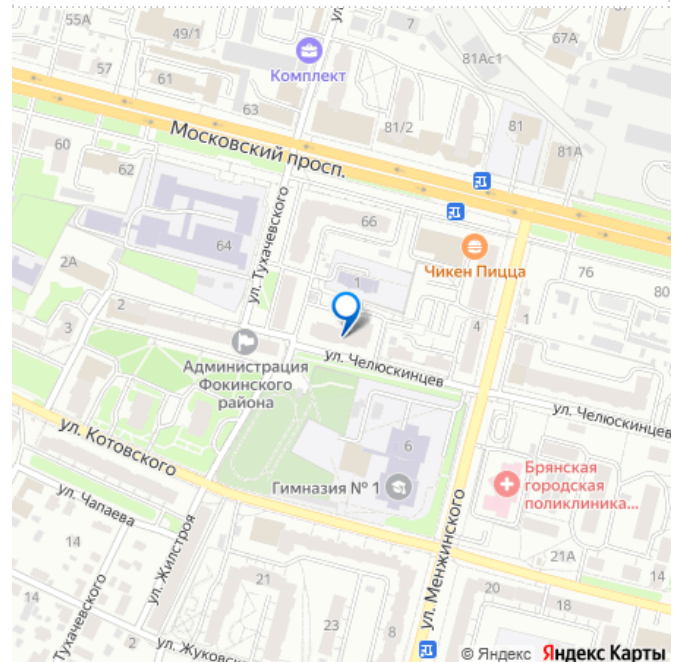 55А
49/1
ул.
7
67А
Комплект
81Ас1
57
61
63
81/2
81
81А
Московский просп.
60
62
ул. Тухачевского
66
64
Чикен Пицца
2А
1
76
80
2
3
4
1
Администрация
Фокинского
района
ул. Челюскинцев
ул. Челюскинцев
ул. Котовского
6
Гимназия № 1
Брянская
городская
поликлиника...
ул. Чапаева
14
ул. Жилстроя
ул. Менжинского
21А
14
21
20
18
14
23
8
Тухачевского
ул. Жуковск
© Яндекс Яндекс Карты